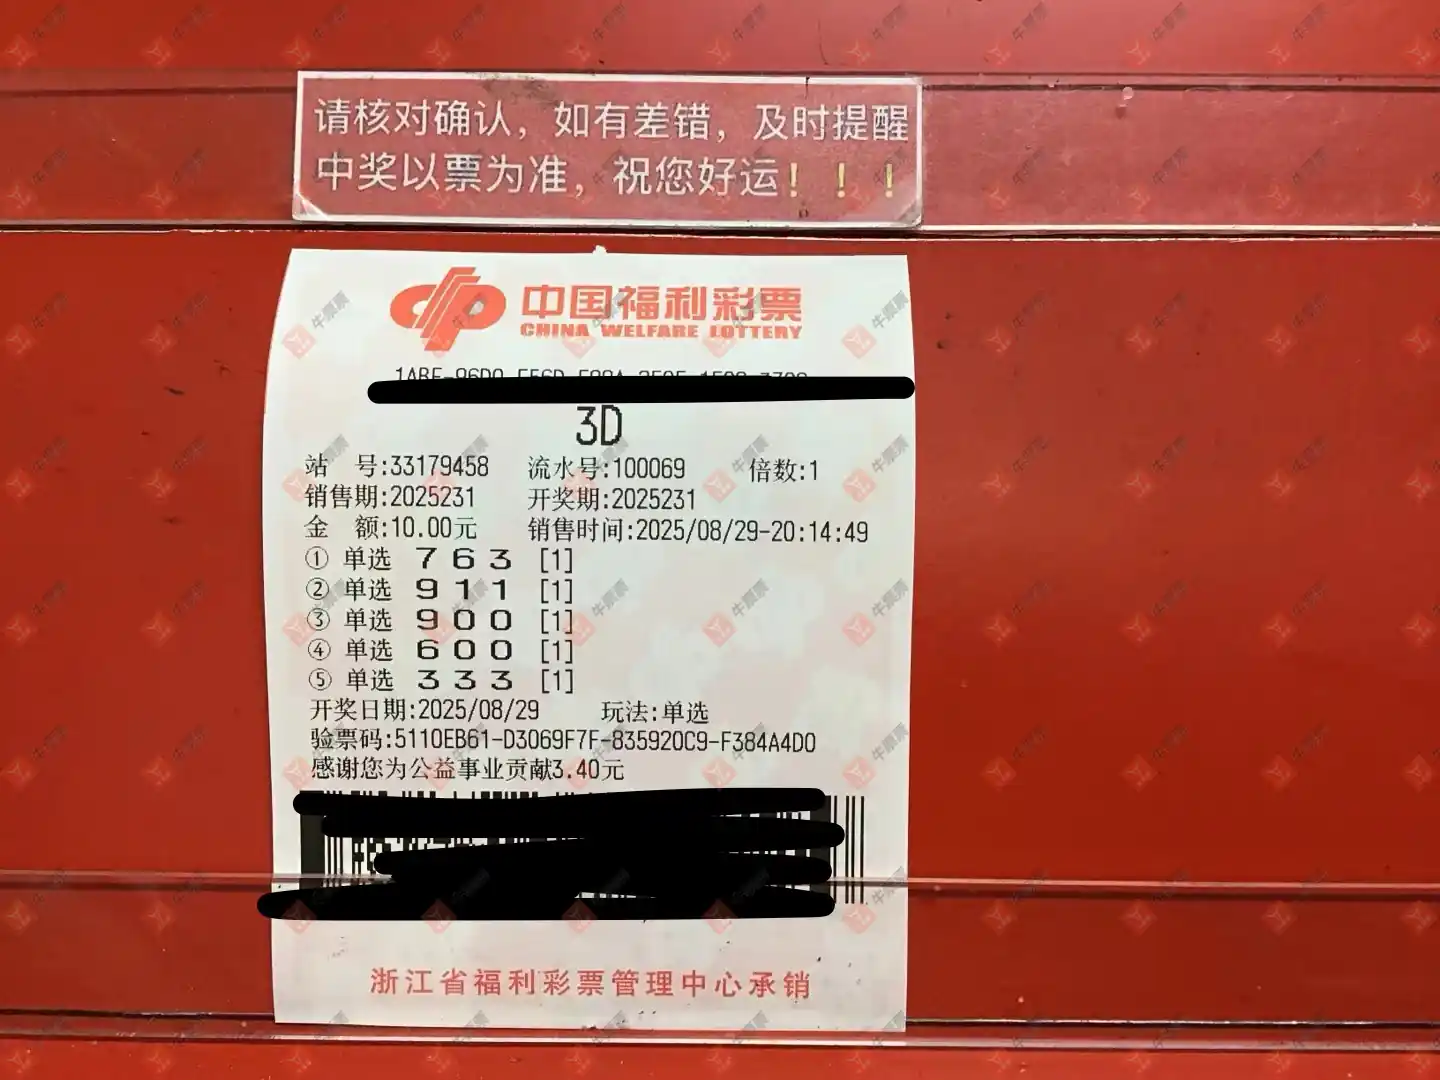 请核对确认，如有差错，及时提醒
中奖以票为准，祝您好运！！！
中国福利彩票
CHINA WELFARE LOTTERY
3D
站 号:33179458 流水号:100069 倍数:1
销售期:2025231 开奖期:2025231
金 额:10.00元 销售时间:2025/08/29-20:14:49
① 单选 7 6 3 [1]
② 单选 9 1 1 [1]
③ 单选 9 0 0 [1]
④ 单选 6 0 0 [1]
⑤ 单选 3 3 3 [1]
开奖日期:2025/08/29 玩法:单选
验票码:5110EB61-D3069F7F-835920C9-F384A4D0
感谢您为公益事业贡献3.40元
浙江省福利彩票管理中心承销
牛票票